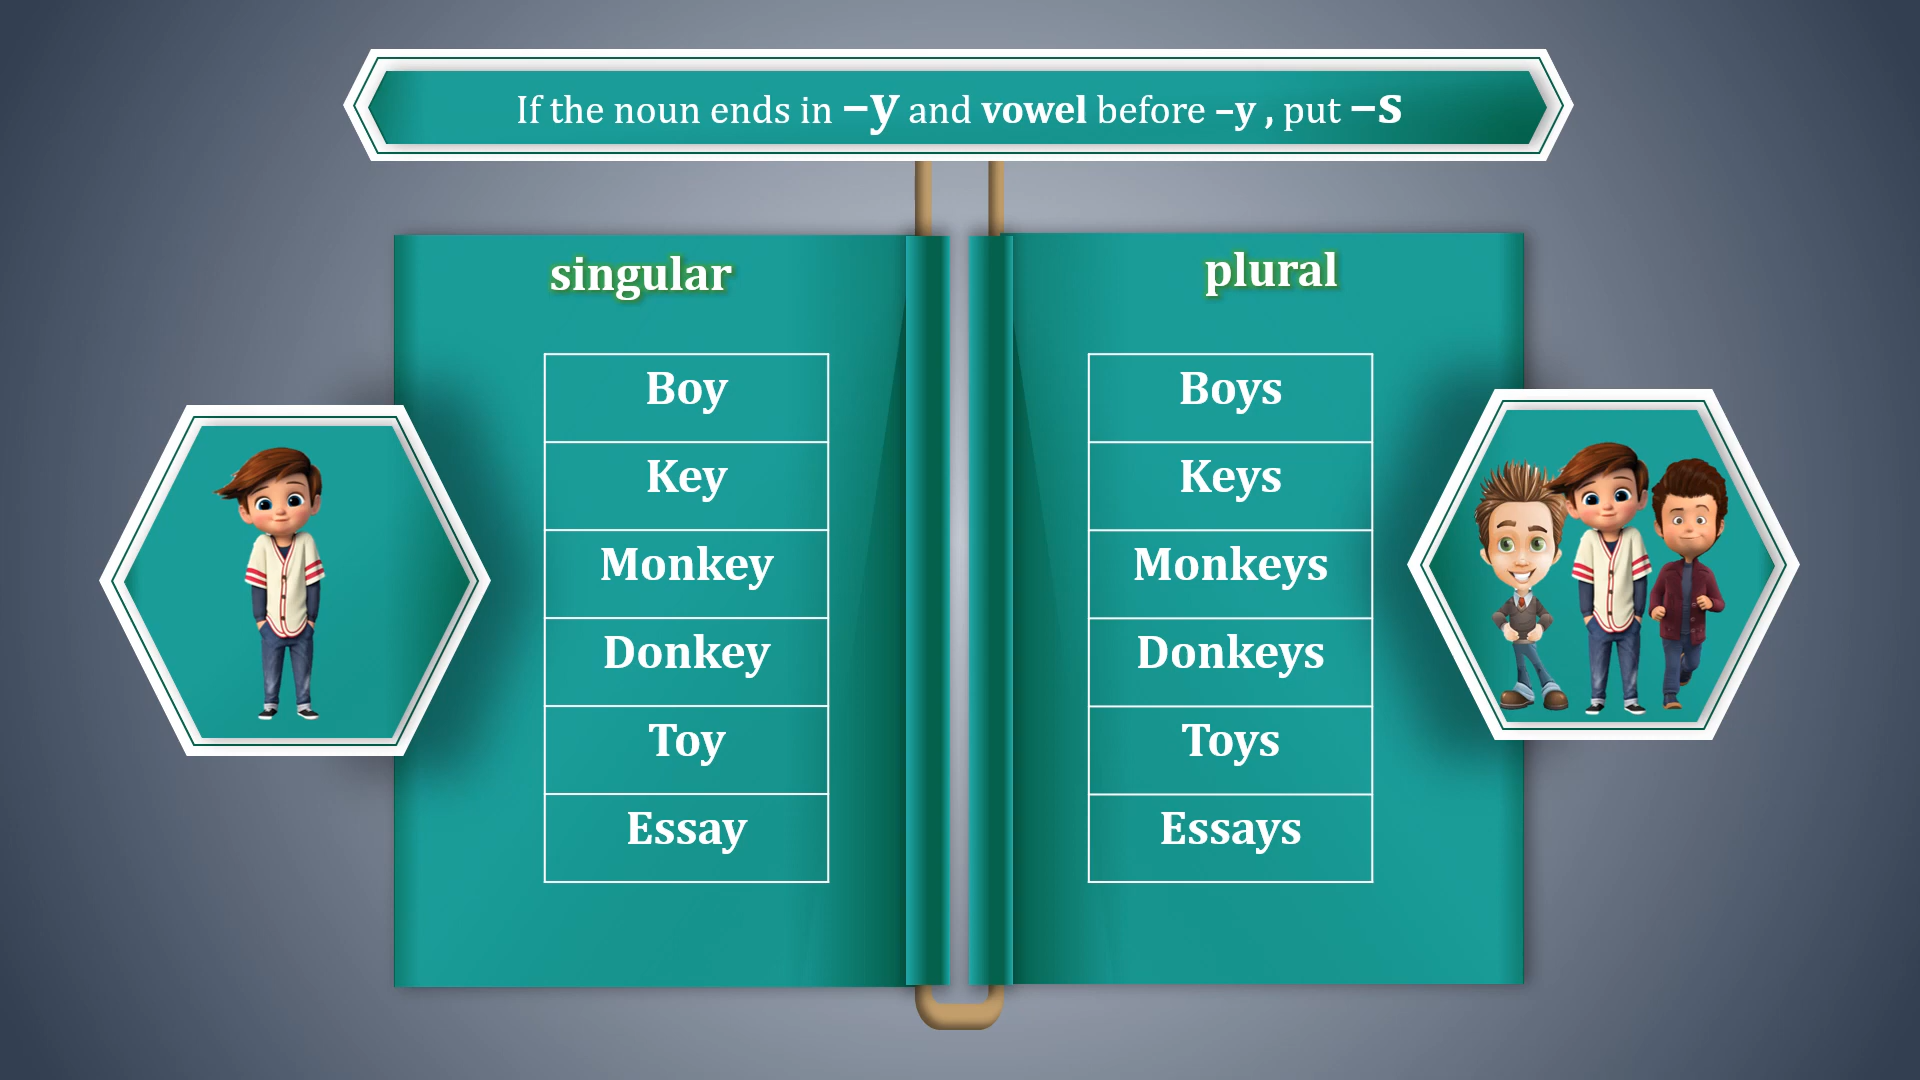 If the noun ends in –y and vowel before –y , put –s
singular
plural
Boy
Boys
Key
Keys
Monkey
Monkeys
Donkey
Donkeys
Toy
Toys
Essay
Essays